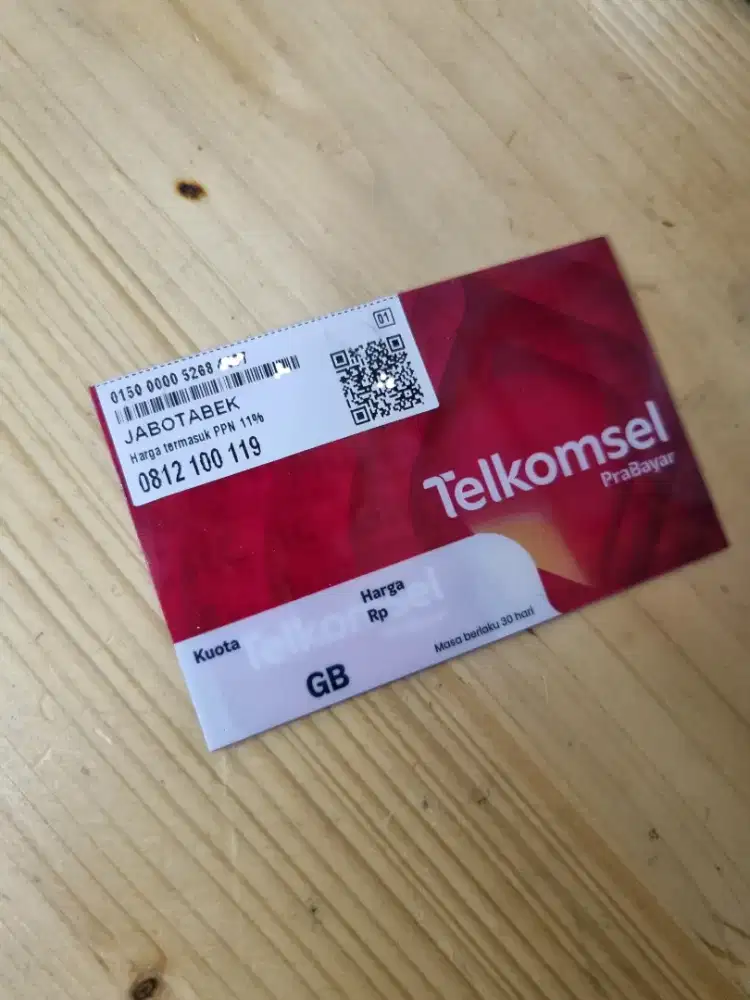 01
0150 0000 5268
JABOTABEK
Harga termasuk PPN 11%
0812 100 119
Telkomsel
PraBayar
Kuota
GB
Harga
Rp
Telkomsel
Masa berlaku 30 hari